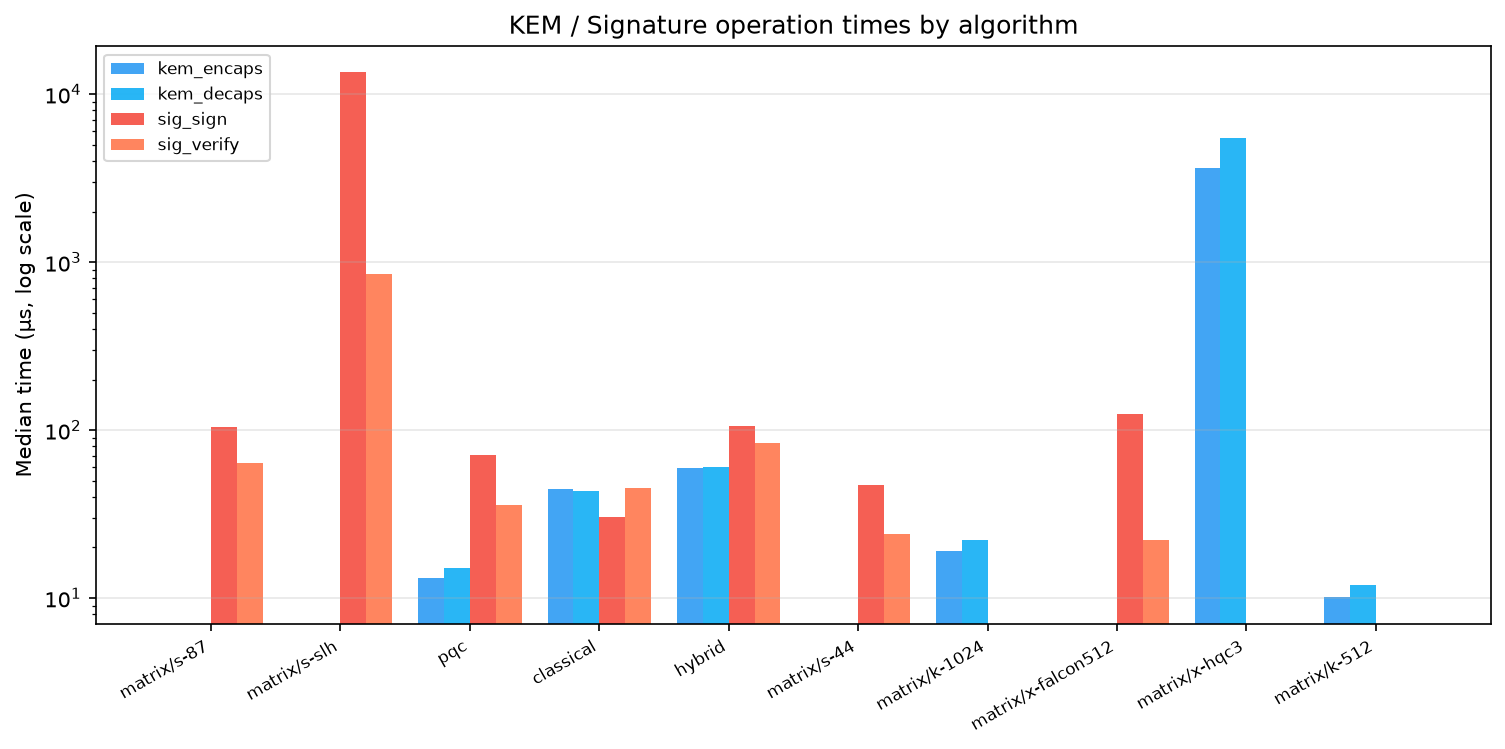 KEM / Signature operation times by algorithm
kem_encaps
kem_decaps
sig_sign
sig_verify
Median time (µs, log scale)
10⁴
10³
10²
10¹
matrix/s-87
matrix/s-slh
pqc
classical
hybrid
matrix/s-44
matrix/k-1024
matrix/x-falcon512
matrix/x-hqc3
matrix/k-512